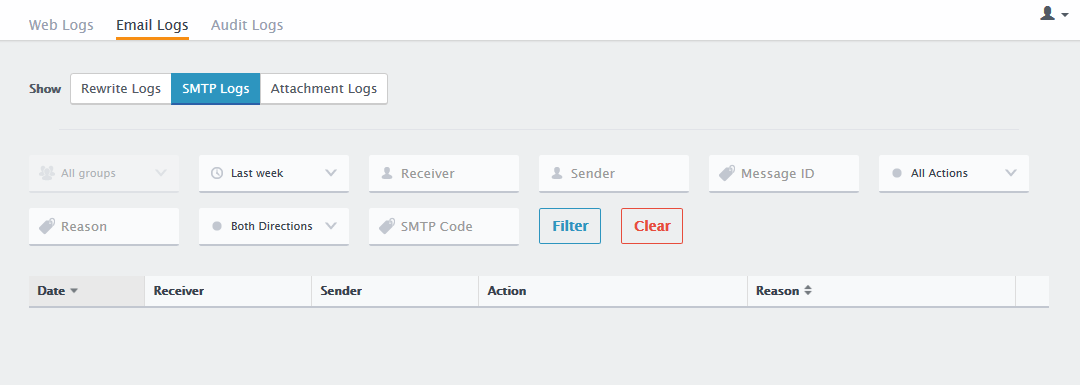 Web Logs Email Logs Audit Logs
Show Rewrite Logs SMTP Logs Attachment Logs
All groups Last week Receiver Sender Message ID All Actions
Reason Both Directions SMTP Code Filter Clear
Date Receiver Sender Action Reason